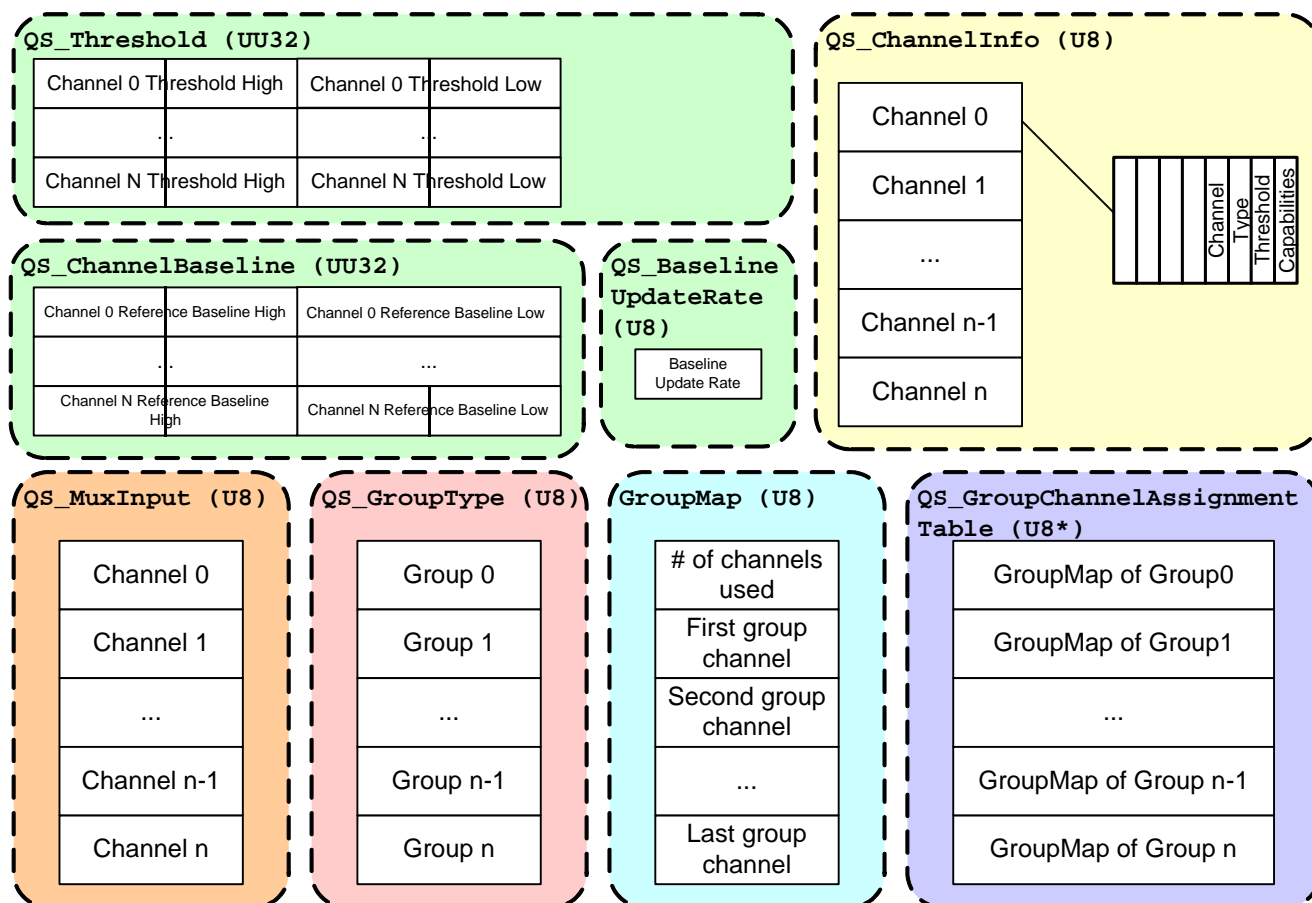 QS_Threshold (UU32)
Channel 0 Threshold High
Channel 0 Threshold Low
...
...
Channel N Threshold High
Channel N Threshold Low
QS_ChannelInfo (U8)
Channel 0
Channel 1
...
Channel n-1
Channel n
Channel
Type
Threshold
Capabilities
QS_ChannelBaseline (UU32)
Channel 0 Reference Baseline High
Channel 0 Reference Baseline Low
...
...
Channel N Reference Baseline
High
Channel N Reference Baseline Low
QS_Baseline
UpdateRate
(U8)
Baseline
Update Rate
QS_MuxInput (U8)
Channel 0
Channel 1
...
Channel n-1
Channel n
QS_GroupType (U8)
Group 0
Group 1
...
Group n-1
Group n
GroupMap (U8)
# of channels
used
First group
channel
Second group
channel
...
Last group
channel
QS_GroupChannelAssignment
Table (U8*)
GroupMap of Group0
GroupMap of Group1
...
GroupMap of Group n-1
GroupMap of Group n